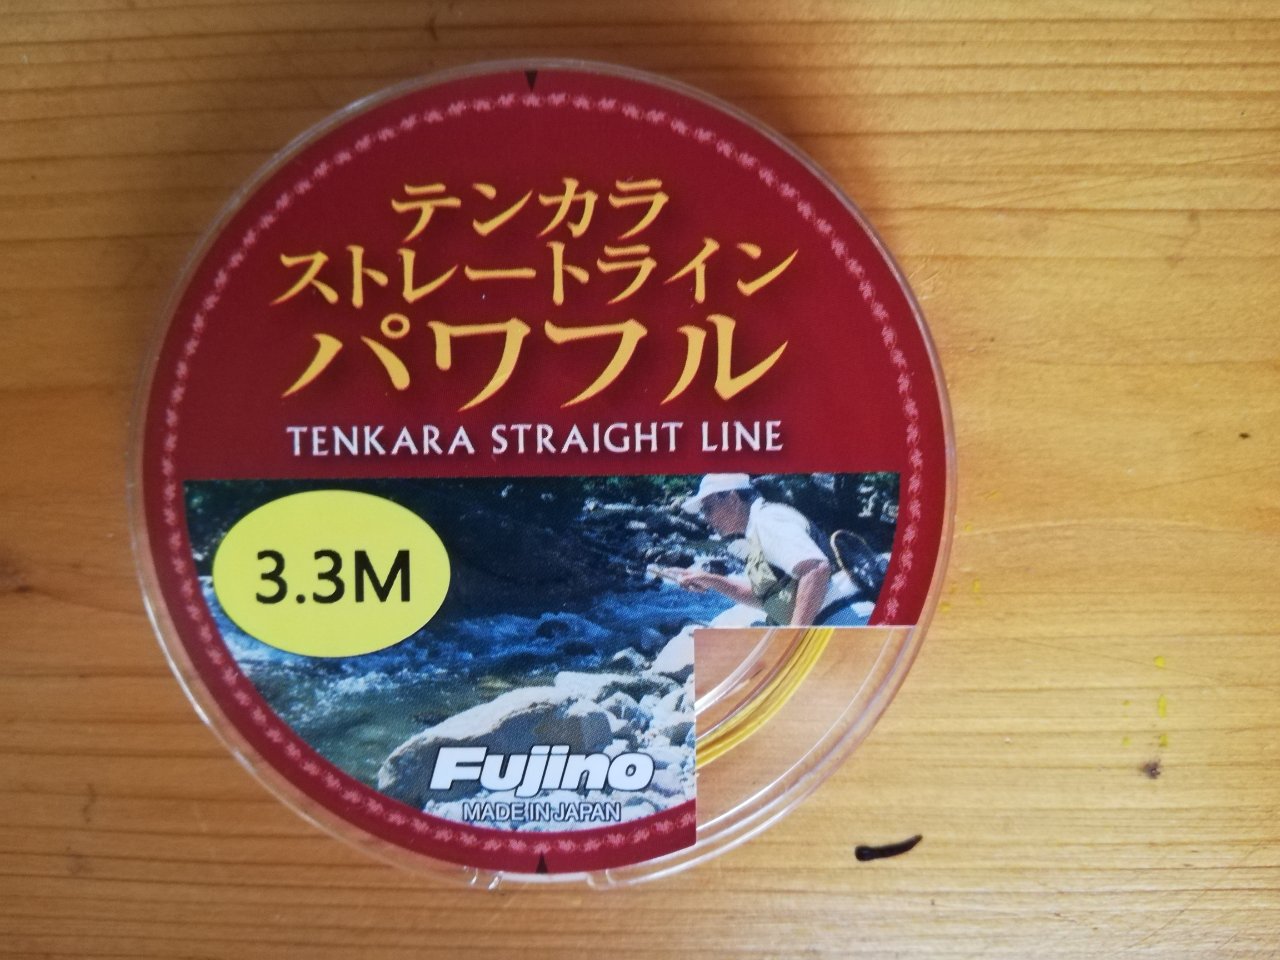 テンカラ
ストレートライン
パワフル
TENKARA STRAIGHT LINE
3.3M
Fujino
MADE IN JAPAN